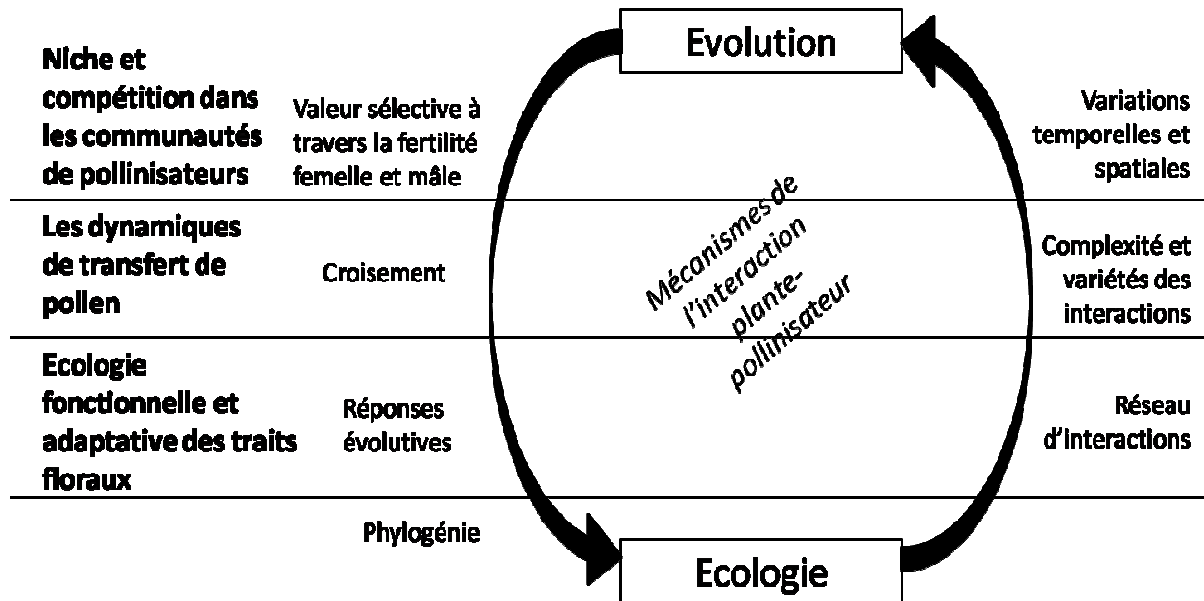 Evolution
Niche et
compétition dans
les communautés
de pollinisateurs
Valeur sélective à
travers la fertilité
femelle et mâle
Variations
temporelles et
spatiales
Mécanismes de
l'interaction
plante-
pollinisateur
Les dynamiques
de transfert de
pollen
Croisement
Complexité et
variétés des
interactions
Ecologie
fonctionnelle et
adaptative des traits
floraux
Réponses
évolutives
Réseau
d'interactions
Phylogénie
Ecologie